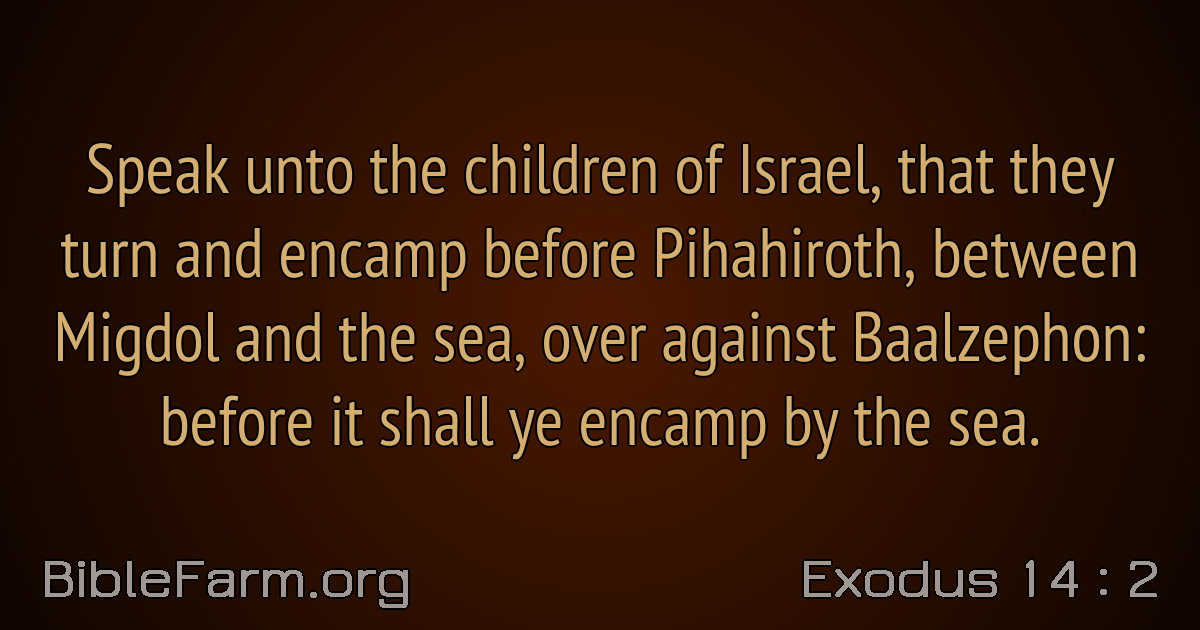 Speak unto the children of Israel, that they
turn and encamp before Pihahiroth, between
Migdol and the sea, over against Baalzephon:
before it shall ye encamp by the sea.
BibleFarm.org
Exodus 14 : 2